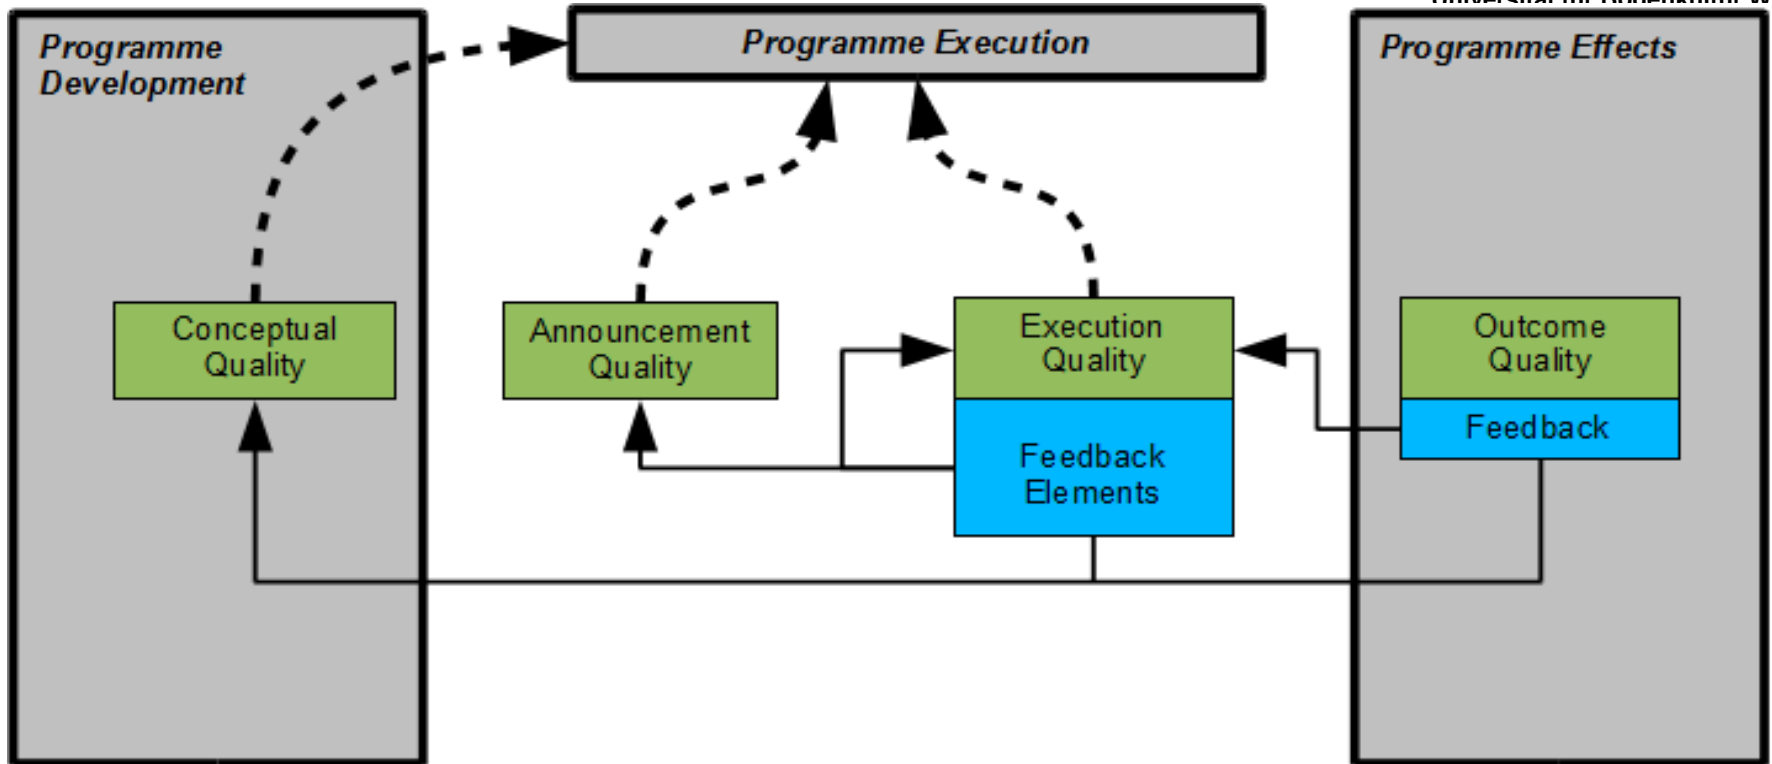 Programme
Development
Programme Execution
Programme Effects
Conceptual
Quality
Announcement
Quality
Execution
Quality
Feedback
Elements
Outcome
Quality
Feedback